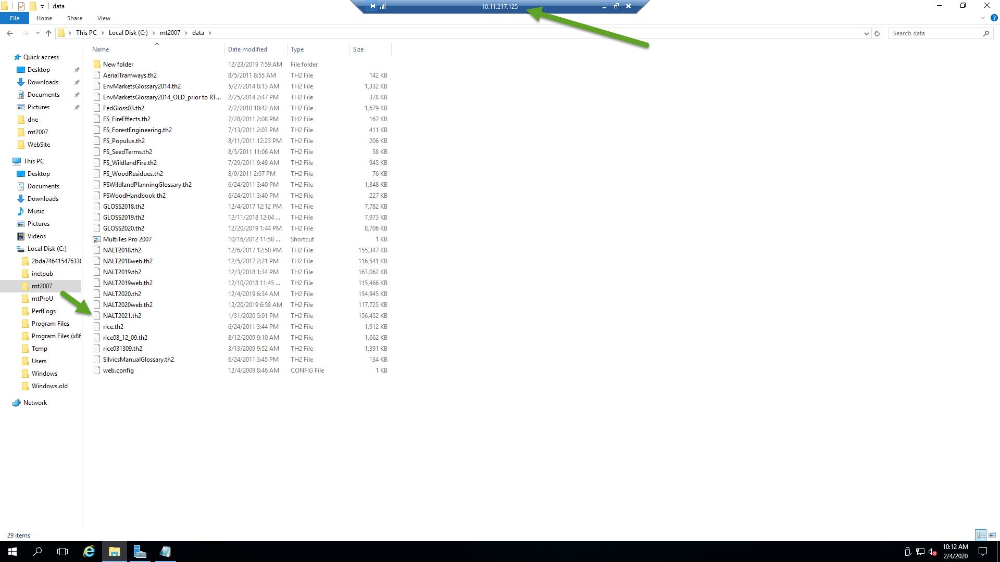 data
10.11.217.125
File Home Share View
This PC Local Disk (C:) mt2007 data
Search data
Name Date modified Type Size
Quick access
Desktop
Downloads
Documents
Pictures
dne
mt2007
WebSite
This PC
Desktop
Documents
Downloads
Music
Pictures
Videos
Local Disk (C:)
2bda74641547633(
inetpub
mt2007
mtProU
PerfLogs
Program Files
Program Files (x86
Temp
Users
Windows
Windows.old
Network
New folder 12/23/2019 7:59 AM File folder
AerialTramways.th2 8/5/2011 8:55 AM TH2 File 142 KB
EnvMarketsGlossary2014.th2 5/27/2014 8:13 AM TH2 File 1,332 KB
EnvMarketsGlossary2014_OLD_prior to RT... 2/25/2014 2:47 PM TH2 File 378 KB
FedGloss03.th2 2/2/2010 10:42 AM TH2 File 1,679 KB
FS_FireEffects.th2 7/28/2011 2:08 PM TH2 File 167 KB
FS_ForestEngineering.th2 7/13/2011 2:03 PM TH2 File 411 KB
FS_Populus.th2 8/11/2011 12:23 PM TH2 File 206 KB
FS_SeedTerms.th2 8/5/2011 11:06 AM TH2 File 58 KB
FS_WildlandFire.th2 7/29/2011 9:49 AM TH2 File 945 KB
FS_WoodResidues.th2 8/9/2011 2:07 PM TH2 File 76 KB
FSWildlandPlanningGlossary.th2 6/24/2011 3:40 PM TH2 File 1,348 KB
FSWoodHandbook.th2 6/24/2011 3:40 PM TH2 File 227 KB
GLOSS2018.th2 12/4/2017 12:12 PM TH2 File 7,782 KB
GLOSS2019.th2 12/11/2018 12:04 ... TH2 File 7,973 KB
GLOSS2020.th2 12/20/2019 1:44 PM TH2 File 8,706 KB
MultiTes Pro 2007 10/16/2012 11:58 ... Shortcut 1 KB
NALT2018.th2 12/6/2017 12:50 PM TH2 File 155,347 KB
NALT2018web.th2 12/5/2017 2:21 PM TH2 File 116,541 KB
NALT2019.th2 12/3/2018 1:34 PM TH2 File 163,062 KB
NALT2019web.th2 12/10/2018 11:45 ... TH2 File 115,466 KB
NALT2020.th2 12/4/2019 6:34 AM TH2 File 154,945 KB
NALT2020web.th2 12/20/2019 6:58 AM TH2 File 117,725 KB
NALT2021.th2 1/31/2020 5:01 PM TH2 File 156,452 KB
rice.th2 6/24/2011 3:44 PM TH2 File 1,912 KB
rice08_12_09.th2 8/12/2009 9:10 AM TH2 File 1,662 KB
rice031309.th2 3/13/2009 9:52 AM TH2 File 1,391 KB
SilvicsManualGlossary.th2 6/24/2011 3:45 PM TH2 File 134 KB
web.config 12/4/2009 8:46 AM CONFIG File 1 KB
29 items
10:12 AM
2/4/2020